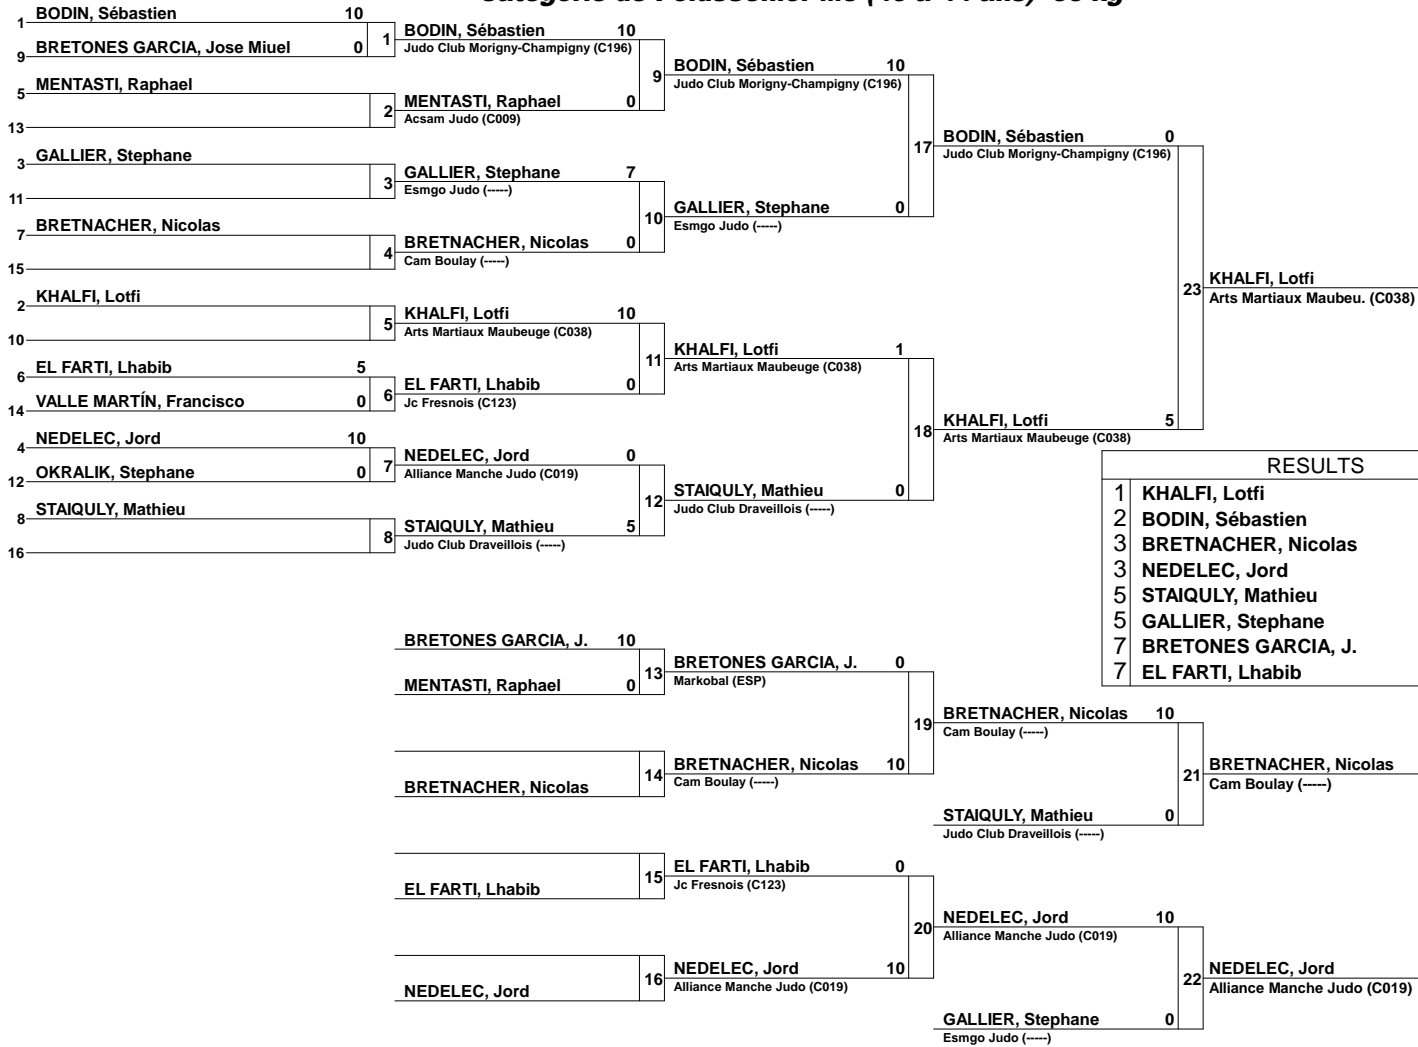 BODIN, Sébastien 10
1
BRETONES GARCIA, Jose Miuel 0
9
1
MENTASTI, Raphael
5
13
2
GALLIER, Stephane
3
11
3
BRETNACHER, Nicolas
7
15
4
KHALFI, Lotfi
2
10
5
EL FARTI, Lhabib 5
6
VALLE MARTÍN, Francisco 0
14
6
NEDELEC, Jord 10
4
OKRALIK, Stephane 0
12
7
STAIQULY, Mathieu
8
16
8
BODIN, Sébastien 10
Judo Club Morigny-Champigny (C196)
9
MENTASTI, Raphael 0
Acsam Judo (C009)
GALLIER, Stephane 7
Esmgo Judo (-----)
10
BRETNACHER, Nicolas 0
Cam Boulay (-----)
KHALFI, Lotfi 10
Arts Martiaux Maubeuge (C038)
11
EL FARTI, Lhabib 0
Jc Fresnois (C123)
NEDELEC, Jord 0
Alliance Manche Judo (C019)
12
STAIQULY, Mathieu 5
Judo Club Draveillois (-----)
BODIN, Sébastien 10
Judo Club Morigny-Champigny (C196)
17
GALLIER, Stephane 0
Esmgo Judo (-----)
KHALFI, Lotfi 1
Arts Martiaux Maubeuge (C038)
18
STAIQULY, Mathieu 0
Judo Club Draveillois (-----)
BODIN, Sébastien 0
Judo Club Morigny-Champigny (C196)
23
KHALFI, Lotfi 5
Arts Martiaux Maubeuge (C038)
KHALFI, Lotfi
Arts Martiaux Maubeu. (C038)
RESULTS
1 KHALFI, Lotfi
2 BODIN, Sébastien
3 BRETNACHER, Nicolas
3 NEDELEC, Jord
5 STAIQULY, Mathieu
5 GALLIER, Stephane
7 BRETONES GARCIA, J.
7 EL FARTI, Lhabib
BRETONES GARCIA, J. 10
13
MENTASTI, Raphael 0
14
BRETNACHER, Nicolas
15
EL FARTI, Lhabib
16
NEDELEC, Jord
BRETONES GARCIA, J. 0
Markobal (ESP)
19
BRETNACHER, Nicolas 10
Cam Boulay (-----)
EL FARTI, Lhabib 0
Jc Fresnois (C123)
20
NEDELEC, Jord 10
Alliance Manche Judo (C019)
BRETNACHER, Nicolas 10
Cam Boulay (-----)
21
STAIQULY, Mathieu 0
Judo Club Draveillois (-----)
NEDELEC, Jord 10
Alliance Manche Judo (C019)
22
GALLIER, Stephane 0
Esmgo Judo (-----)
BRETNACHER, Nicolas
Cam Boulay (-----)
NEDELEC, Jord
Alliance Manche Judo (C019)